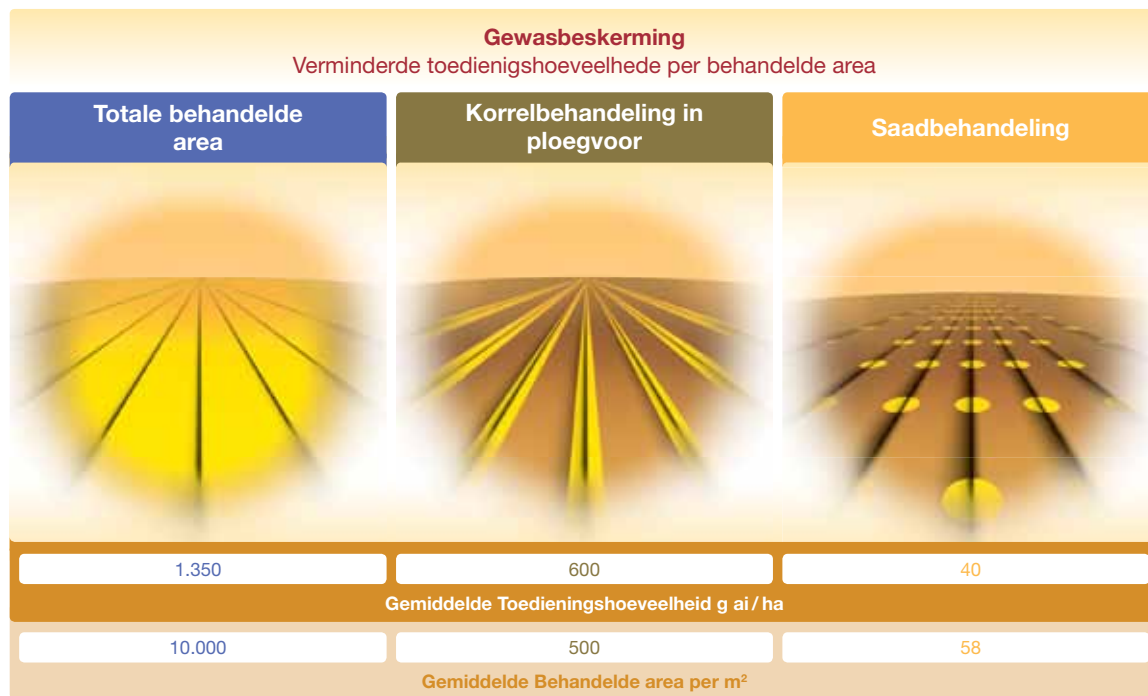 Gewasbeskerming
Verminderde toedienigshoeveelhede per behandelde area
Totale behandelde
area
Korrelbehandeling in
ploegvoor
Saadbehandeling
1.350
600
40
Gemiddelde Toedieningshoeveelheid g ai / ha
10.000
500
58
Gemiddelde Behandelde area per m²